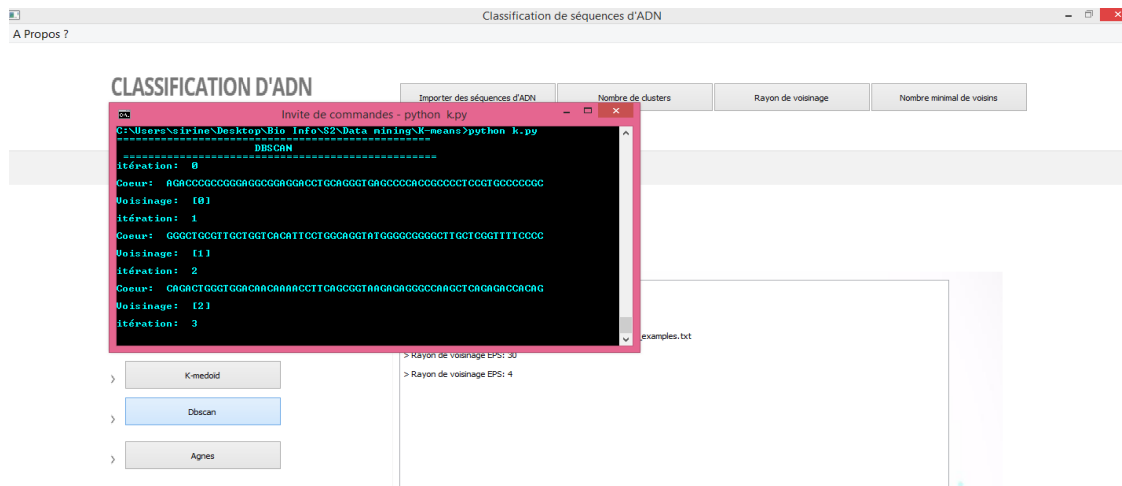 Classification de séquences d'ADN
A Propos ?
CLASSIFICATION D'ADN
Importer des séquences d'ADN
Nombre de clusters
Rayon de voisinage
Nombre minimal de voisins
Invite de commandes - python k.py
C:\Users\sirine\Desktop\Bio Info\S2\Data mining\K-means>python k.py
==================================================
DBSCAN
==================================================
itération: 0
Coeur: AGACCCGCCGGGAGGCGGAGGACCTGCAGGGTGAGCCCCACCGCCCCTCCGTGCCCCCGC
Voisinage: [0]
itération: 1
Coeur: GGGCTGCGTTGCTGGTCACATTCCTGGCAGGTATGGGGCGGGGCTTGCTCGGTTTTCCCC
Voisinage: [1]
itération: 2
Coeur: CAGACTGGGTGGACAACAAAACCTTCAGCGGTAAGAGAGGGCCAAGCTCAGAGACCACAG
Voisinage: [2]
itération: 3
_examples.txt
> Rayon de voisinage EPS: 30
> Rayon de voisinage EPS: 4
K-medoid
Dbscan
Agnes